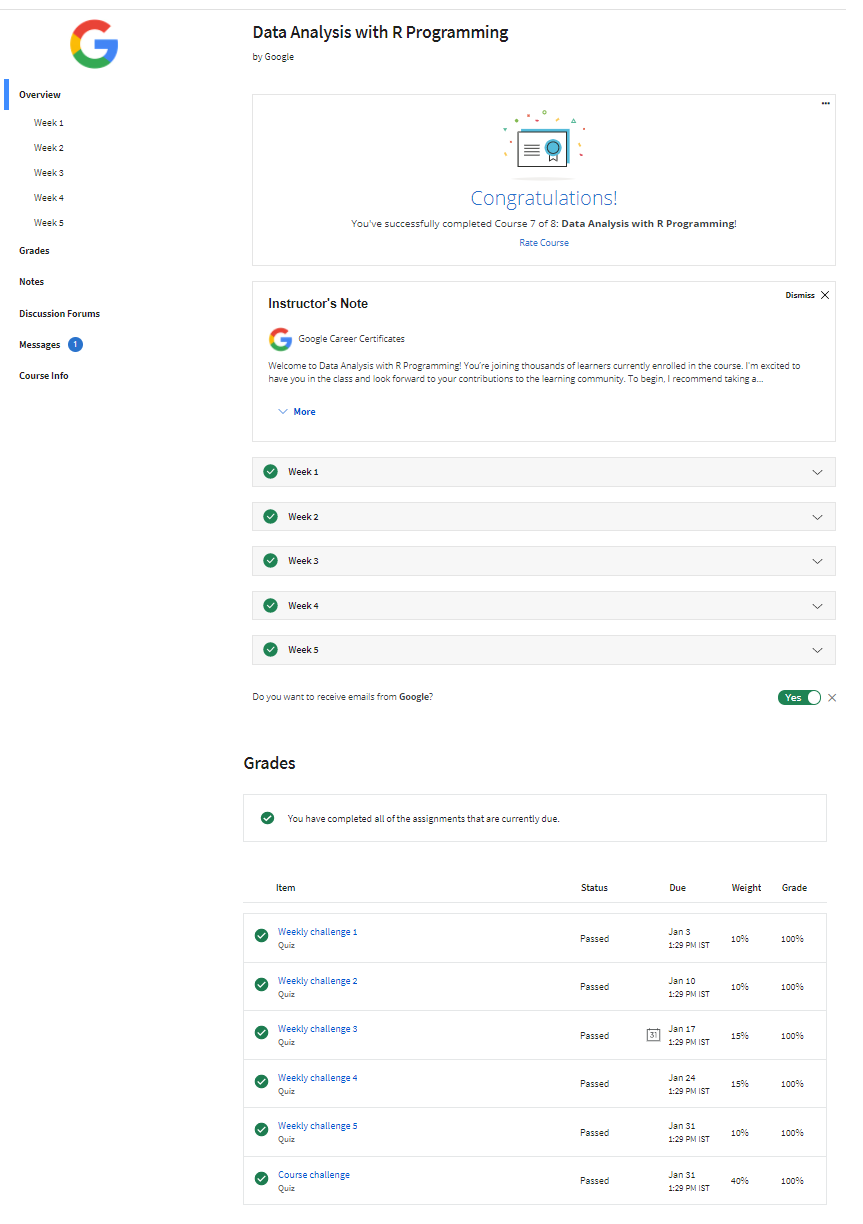 Data Analysis with R Programming
by Google
Overview
Week 1
Week 2
Week 3
Week 4
Week 5
Grades
Notes
Discussion Forums
Messages 1
Course Info
Congratulations!
You've successfully completed Course 7 of 8: Data Analysis with R Programming!
Rate Course
Instructor's Note
Dismiss
Google Career Certificates
Welcome to Data Analysis with R Programming! You're joining thousands of learners currently enrolled in the course. I'm excited to
have you in the class and look forward to your contributions to the learning community. To begin, I recommend taking a...
More
Week 1
Week 2
Week 3
Week 4
Week 5
Do you want to receive emails from Google?
Yes
Grades
You have completed all of the assignments that are currently due.
Item Status Due Weight Grade
Weekly challenge 1
Quiz
Passed
Jan 3
1:29 PM IST
10%
100%
Weekly challenge 2
Quiz
Passed
Jan 10
1:29 PM IST
10%
100%
Weekly challenge 3
Quiz
Passed
31
Jan 17
1:29 PM IST
15%
100%
Weekly challenge 4
Quiz
Passed
Jan 24
1:29 PM IST
15%
100%
Weekly challenge 5
Quiz
Passed
Jan 31
1:29 PM IST
10%
100%
Course challenge
Quiz
Passed
Jan 31
1:29 PM IST
40%
100%